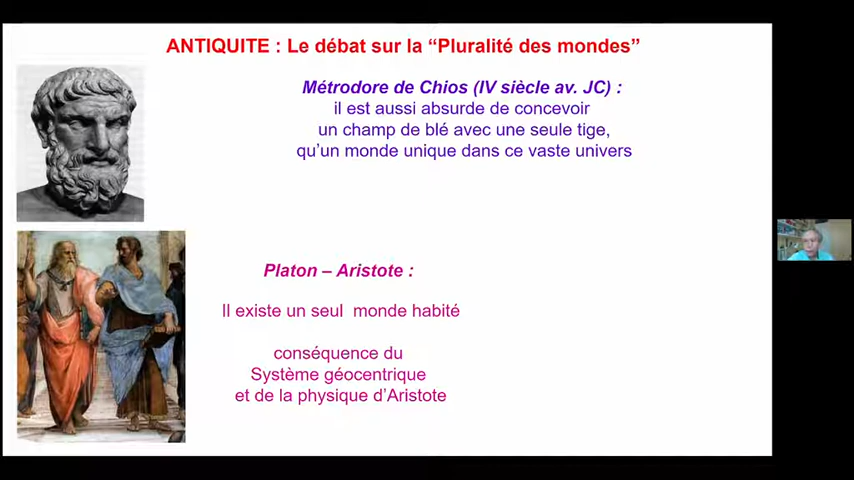 ANTIQUITE : Le débat sur la “Pluralité des mondes”
Métrodore de Chios (IV siècle av. JC) :
il est aussi absurde de concevoir
un champ de blé avec une seule tige,
qu’un monde unique dans ce vaste univers
Platon – Aristote :
Il existe un seul monde habité
conséquence du
Système géocentrique
et de la physique d’Aristote